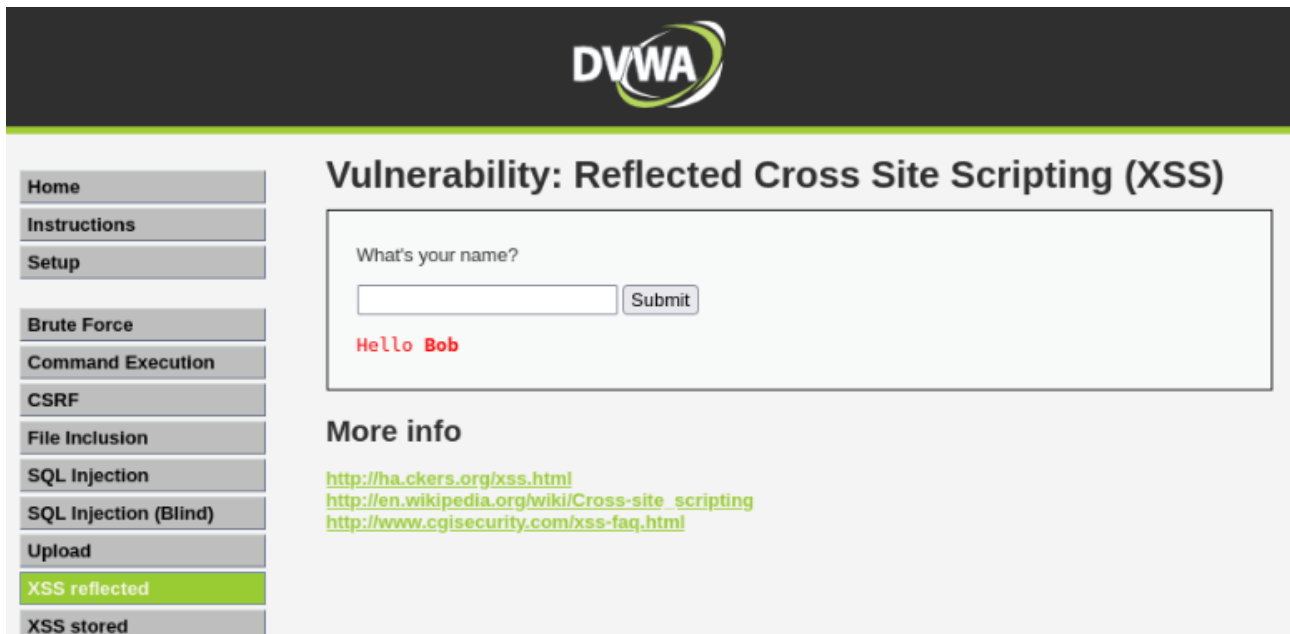 DVWA
Home
Instructions
Setup
Brute Force
Command Execution
CSRF
File Inclusion
SQL Injection
SQL Injection (Blind)
Upload
XSS reflected
XSS stored
Vulnerability: Reflected Cross Site Scripting (XSS)
What's your name?
Submit
Hello Bob
More info
http://ha.ckers.org/xss.html
http://en.wikipedia.org/wiki/Cross-site_scripting
http://www.cgisecurity.com/xss-faq.html